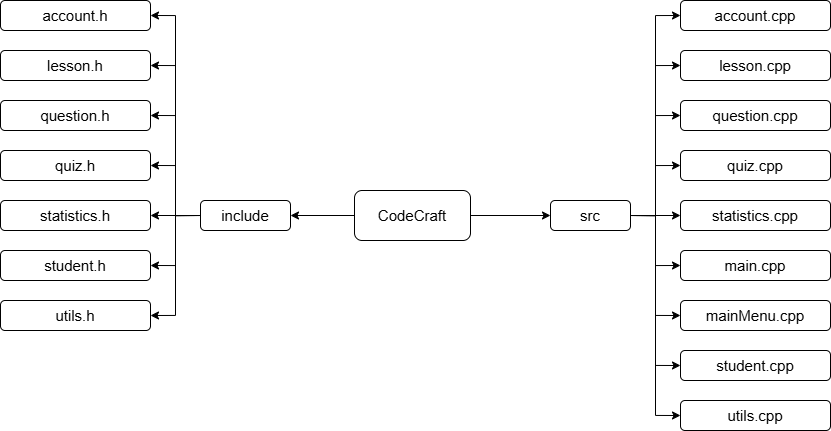 account.h
lesson.h
question.h
quiz.h
statistics.h
student.h
utils.h
include
CodeCraft
src
account.cpp
lesson.cpp
question.cpp
quiz.cpp
statistics.cpp
main.cpp
mainMenu.cpp
student.cpp
utils.cpp